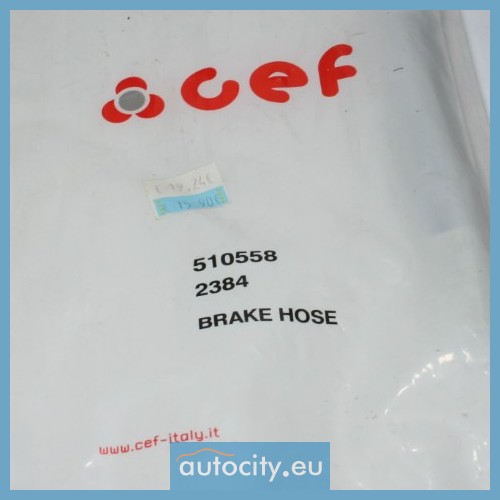 cef
510558
2384
BRAKE HOSE
www.cef-italy.it
autocity.eu